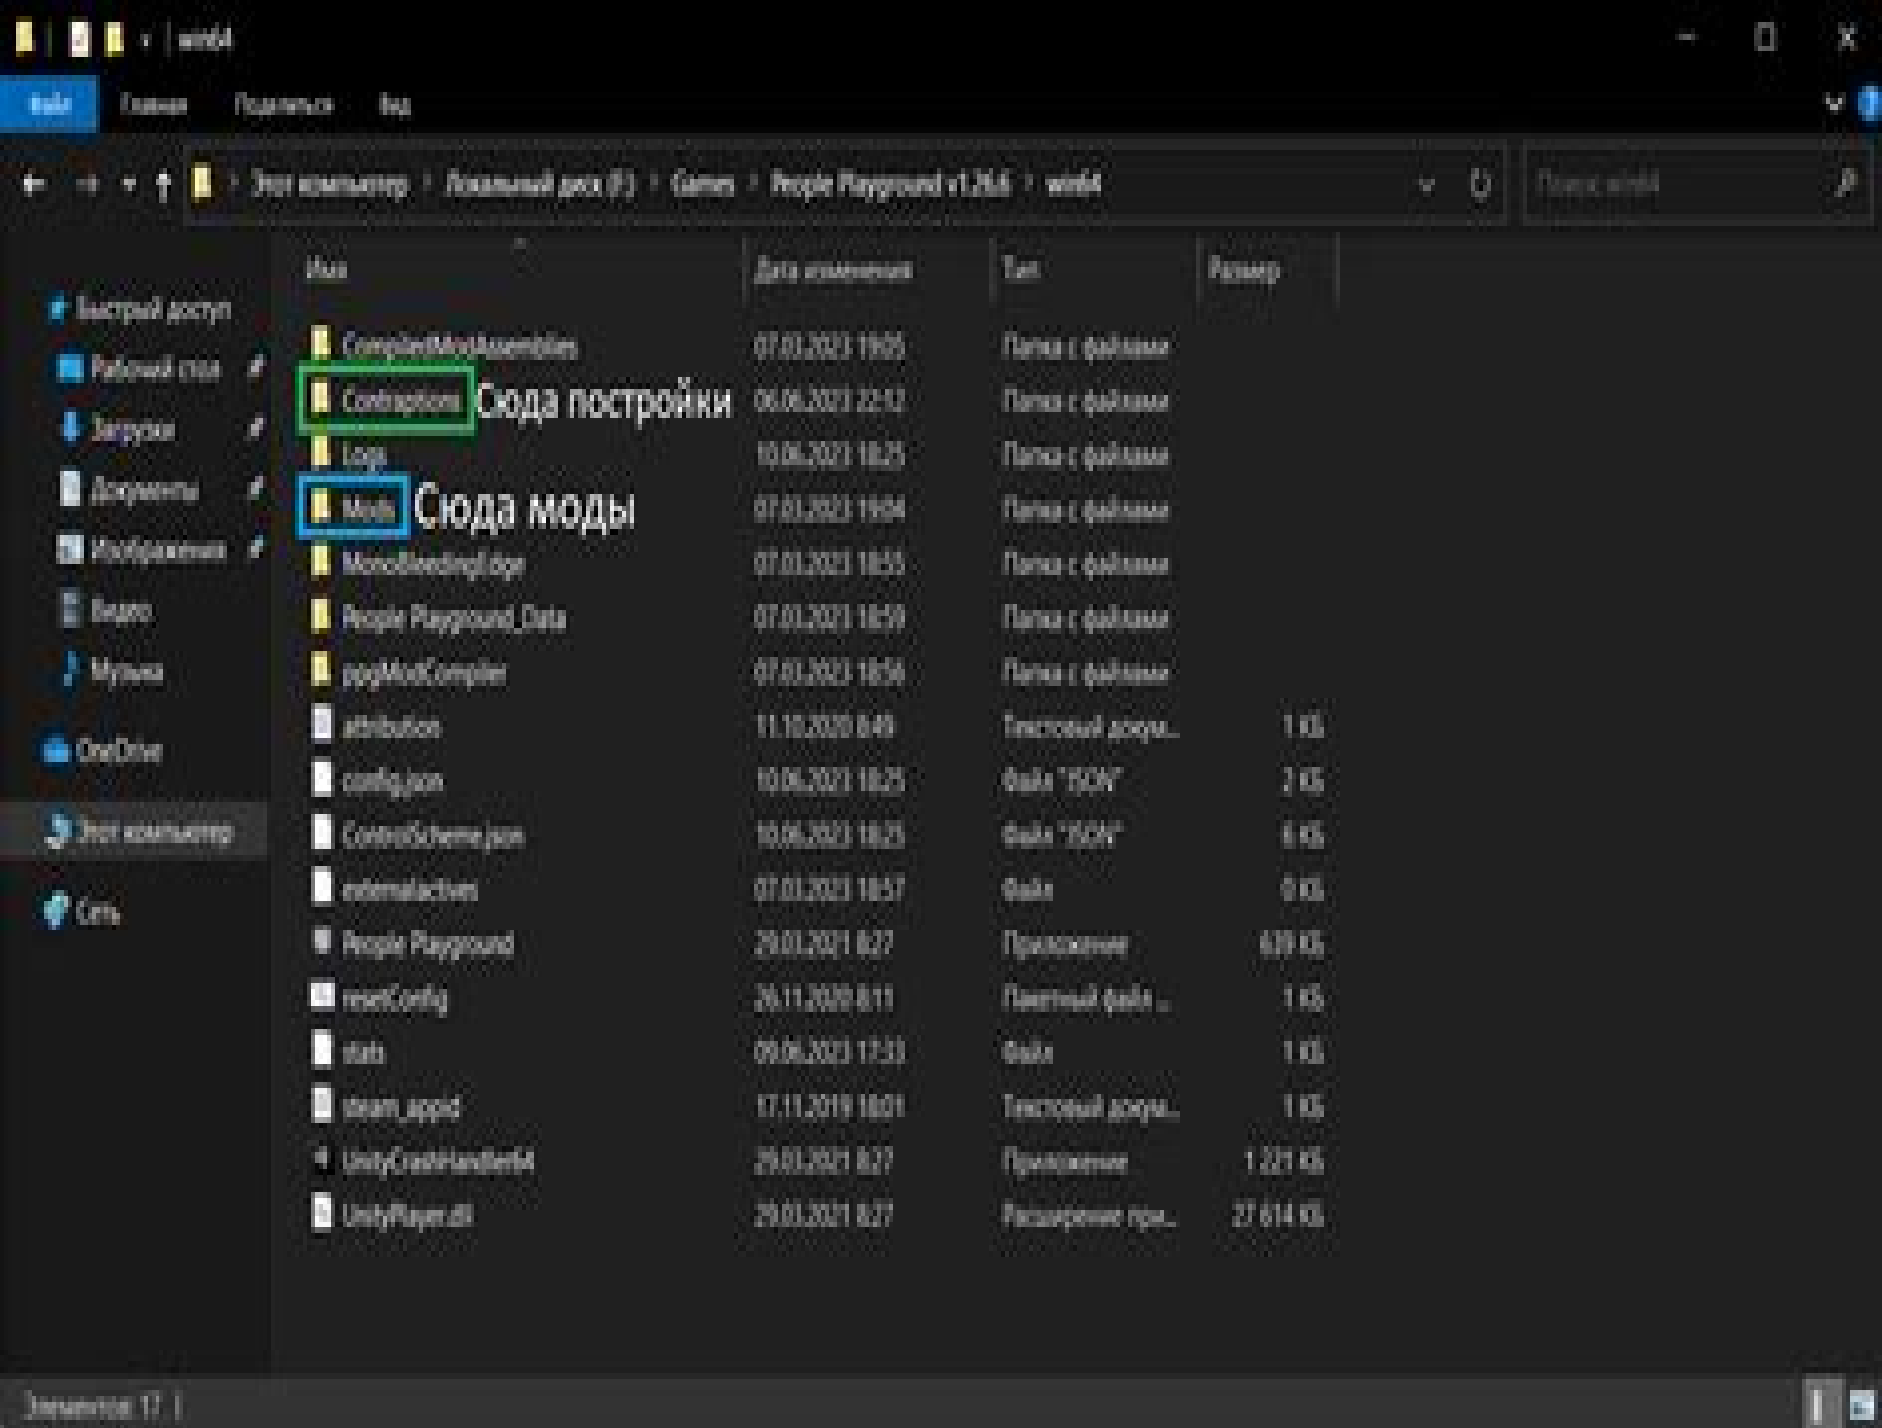 win64
Файл Главная Поделиться Вид
Этот компьютер › Локальный диск (F:) › Games › People Playground v1.26.6 › win64
Поиск: win64
Имя Дата изменения Тип Размер
Быстрый доступ
Рабочий стол
Загрузки
Документы
Изображения
Видео
Музыка
OneDrive
Этот компьютер
Сеть
CompiledModAssemblies 07.03.2023 19:05 Папка с файлами
Contraptions Сюда постройки 06.06.2023 22:12 Папка с файлами
Logs 10.06.2023 18:25 Папка с файлами
Mods Сюда моды 07.03.2023 19:04 Папка с файлами
MonoBleedingEdge 07.03.2023 18:55 Папка с файлами
People Playground_Data 07.03.2023 18:59 Папка с файлами
ppgModCompiler 07.03.2023 18:56 Папка с файлами
attribution 11.10.2020 8:49 Текстовый докум... 1 КБ
config.json 10.06.2023 18:25 Файл "JSON" 2 КБ
ControlScheme.json 10.06.2023 18:25 Файл "JSON" 6 КБ
externalactives 07.03.2023 18:57 Файл 0 КБ
People Playground 29.03.2021 8:27 Приложение 639 КБ
resetConfig 26.11.2020 8:11 Пакетный файл ... 1 КБ
stats 09.06.2023 17:33 Файл 1 КБ
steam_appid 17.11.2019 18:01 Текстовый докум... 1 КБ
UnityCrashHandler64 29.03.2021 8:27 Приложение 1 221 КБ
UnityPlayer.dll 29.03.2021 8:27 Расширение при... 27 614 КБ
Элементов: 17